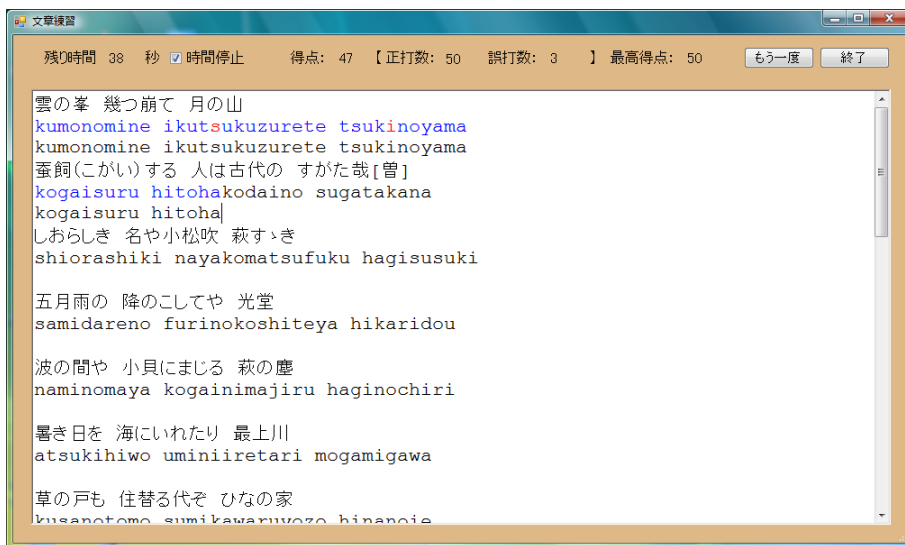 文章練習
残り時間 38 秒 時間停止 得点: 47 【 正打数: 50 誤打数: 3 】 最高得点: 50 もう一度 終了
雲の峯 幾つ崩て 月の山
kumonomine ikutsukuzurete tsukinoyama
kumonomine ikutsukuzurete tsukinoyama
蚕飼(こがい)する 人は古代の すがた哉[曽]
kogaisuru hitohakodaino sugatakana
kogaisuru hitoha
しおらしき 名や小松吹 萩すゝき
shiorashiki nayakomatsufuku hagisusuki
五月雨の 降のこしてや 光堂
samidareno furinokoshiteya hikaridou
波の間や 小貝にまじる 萩の塵
naminomaya kogainimajiru haginochiri
暑き日を 海にいれたり 最上川
atsukihiwo uminiiretari mogamigawa
草の戸も 住替る代ぞ ひなの家
kusanotomo sumikawaruyozo hinanoie